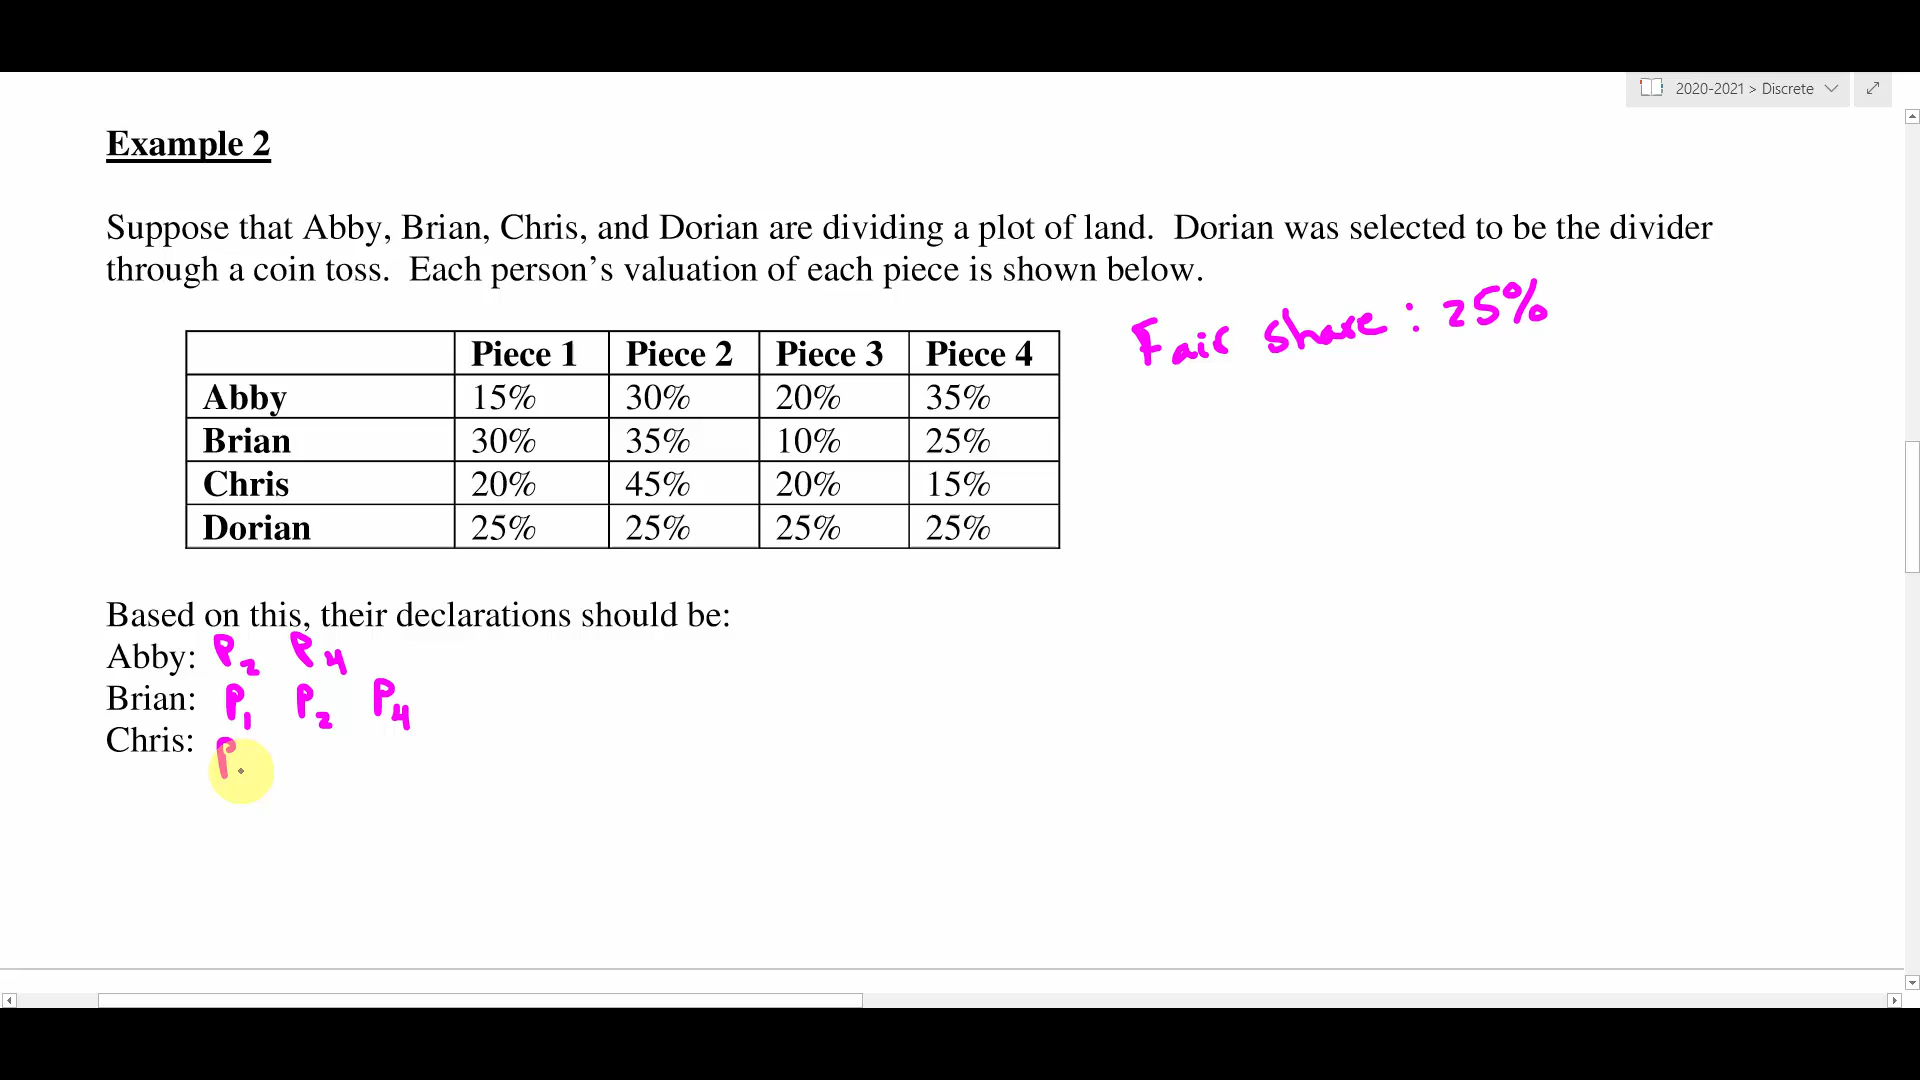 2020-2021 > Discrete
Example 2
Suppose that Abby, Brian, Chris, and Dorian are dividing a plot of land. Dorian was selected to be the divider
through a coin toss. Each person's valuation of each piece is shown below.
Fair share : 25%
Piece 1 Piece 2 Piece 3 Piece 4
Abby 15% 30% 20% 35%
Brian 30% 35% 10% 25%
Chris 20% 45% 20% 15%
Dorian 25% 25% 25% 25%
Based on this, their declarations should be:
Abby: P2 P4
Brian: P1 P2 P4
Chris: P